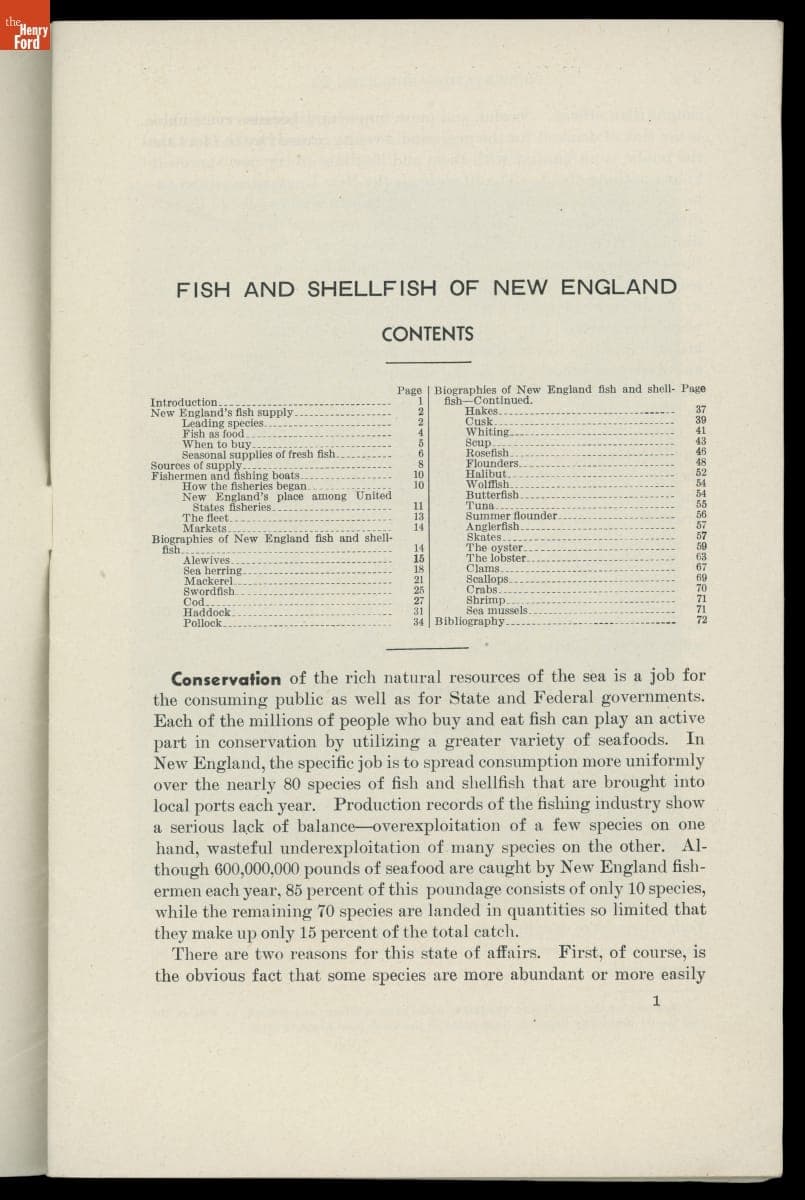 the
Henry
Ford
FISH AND SHELLFISH OF NEW ENGLAND
CONTENTS
Page
Introduction 1
New England's fish supply 2
Leading species 2
Fish as food 4
When to buy 5
Seasonal supplies of fresh fish 6
Sources of supply 8
Fishermen and fishing boats 10
How the fisheries began 10
New England's place among United
States fisheries 11
The fleet 13
Markets 14
Biographies of New England fish and shell-
fish 14
Alewives 15
Sea herring 18
Mackerel 21
Swordfish 25
Cod 27
Haddock 31
Pollock 34
Biographies of New England fish and shell- Page
fish—Continued.
Hakes 37
Cusk 39
Whiting 41
Scup 43
Rosefish 46
Flounders 48
Halibut 52
Wolffish 54
Butterfish 54
Tuna 55
Summer flounder 56
Anglerfish 57
Skates 57
The oyster 59
The lobster 63
Clams 67
Scallops 69
Crabs 70
Shrimp 71
Sea mussels 71
Bibliography 72
Conservation of the rich natural resources of the sea is a job for
the consuming public as well as for State and Federal governments.
Each of the millions of people who buy and eat fish can play an active
part in conservation by utilizing a greater variety of seafoods. In
New England, the specific job is to spread consumption more uniformly
over the nearly 80 species of fish and shellfish that are brought into
local ports each year. Production records of the fishing industry show
a serious lack of balance—overexploitation of a few species on one
hand, wasteful underexploitation of many species on the other. Al-
though 600,000,000 pounds of seafood are caught by New England fish-
ermen each year, 85 percent of this poundage consists of only 10 species,
while the remaining 70 species are landed in quantities so limited that
they make up only 15 percent of the total catch.
There are two reasons for this state of affairs. First, of course, is
the obvious fact that some species are more abundant or more easily
1